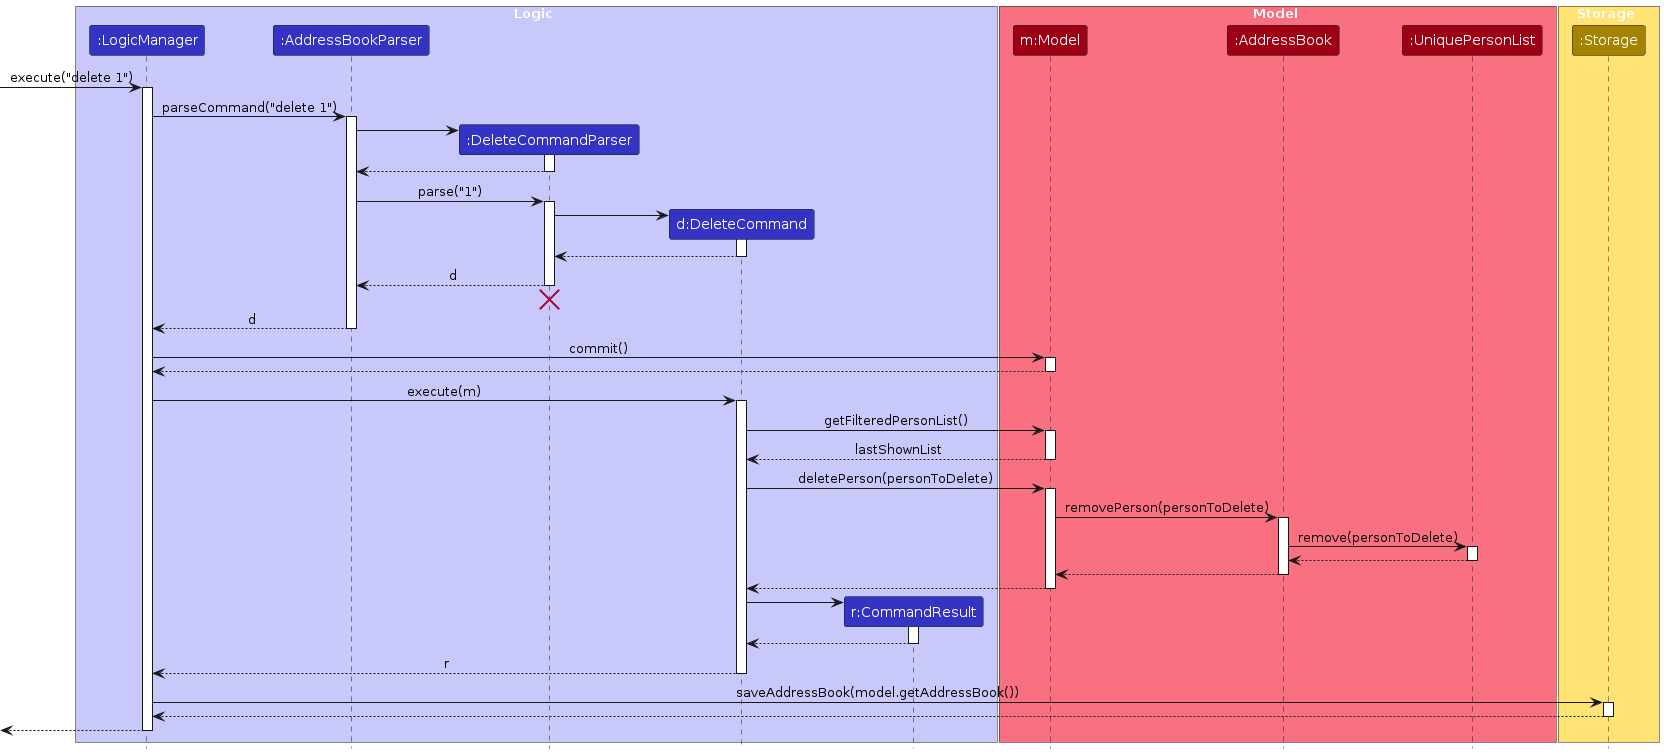 Logic
Model
Storage
:LogicManager
:AddressBookParser
m:Model
:AddressBook
:UniquePersonList
:Storage
execute("delete 1")
parseCommand("delete 1")
:DeleteCommandParser
parse("1")
d:DeleteCommand
d
d
commit()
execute(m)
getFilteredPersonList()
lastShownList
deletePerson(personToDelete)
removePerson(personToDelete)
remove(personToDelete)
r:CommandResult
r
saveAddressBook(model.getAddressBook())